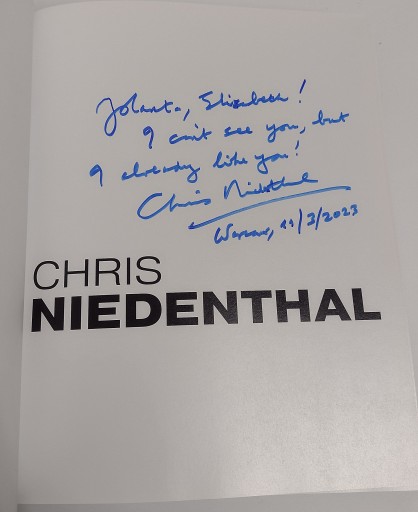 Jolanta, Elizabeth!
I can't see you, but
I already like you!
Chris Niedenthal
Warsaw, 11/3/2023
CHRIS
NIEDENTHAL